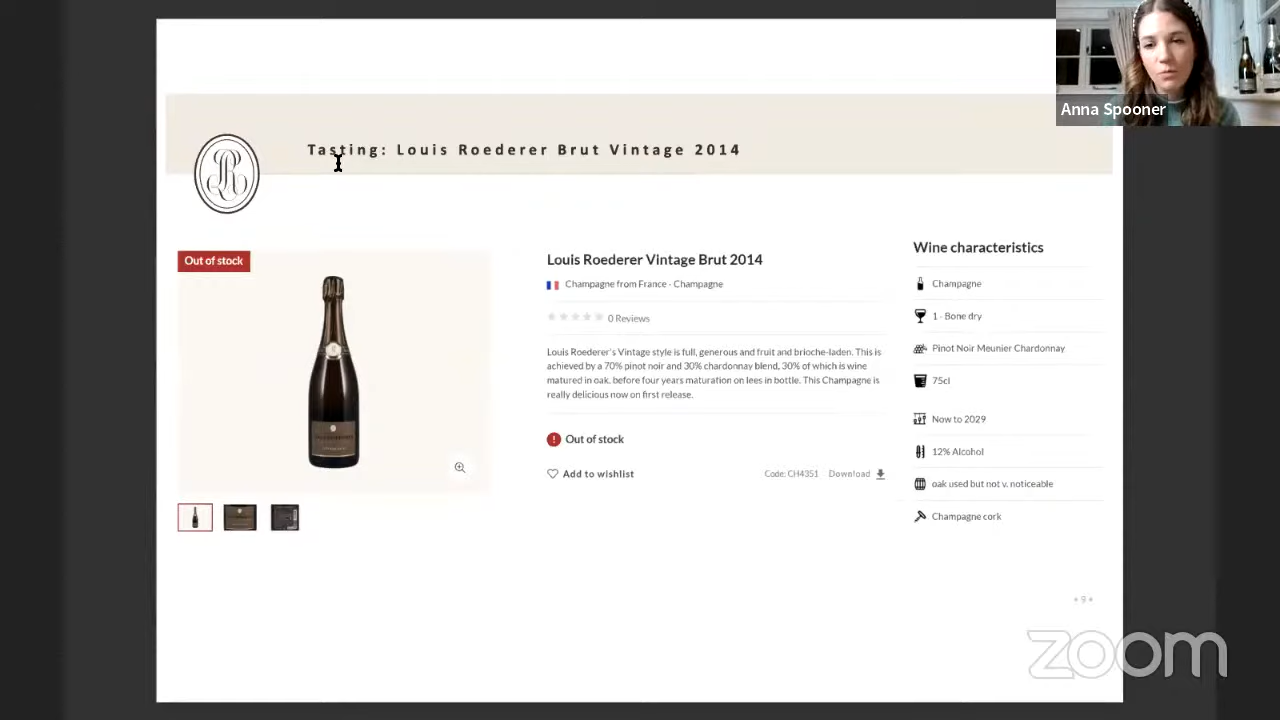 Anna Spooner
Tasting: Louis Roederer Brut Vintage 2014
Out of stock
Louis Roederer Vintage Brut 2014
Champagne from France - Champagne
0 Reviews
Louis Roederer's Vintage style is full, generous and fruit and brioche-laden. This is
achieved by a 70% pinot noir and 30% chardonnay blend, 30% of which is wine
matured in oak, before four years maturation on lees in bottle. This Champagne is
really delicious now on first release.
! Out of stock
Add to wishlist
Code: CH4351 Download
Wine characteristics
Champagne
1 - Bone dry
Pinot Noir Meunier Chardonnay
75cl
Now to 2029
12% Alcohol
oak used but not v. noticeable
Champagne cork
• 9 •
zoom